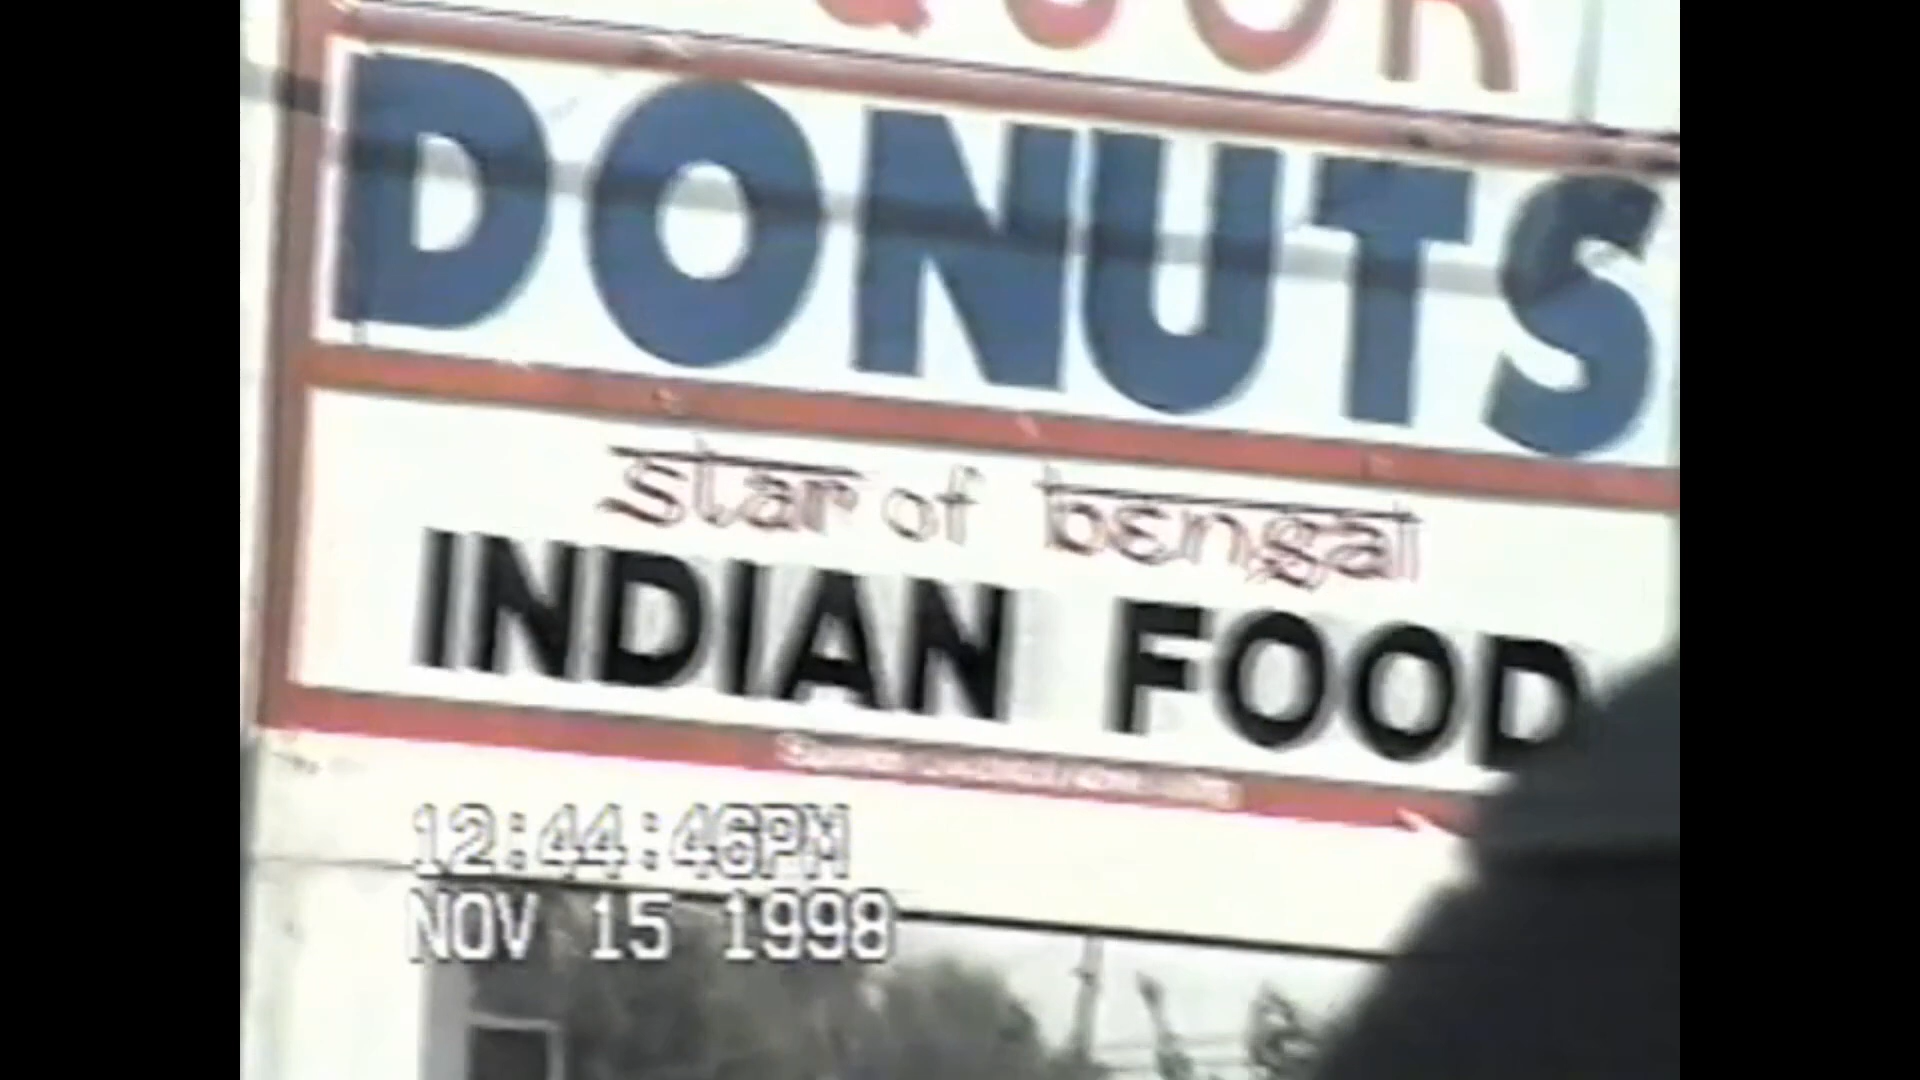 DONUTS
star of bengal
INDIAN FOOD
12:44:46PM
NOV 15 1998